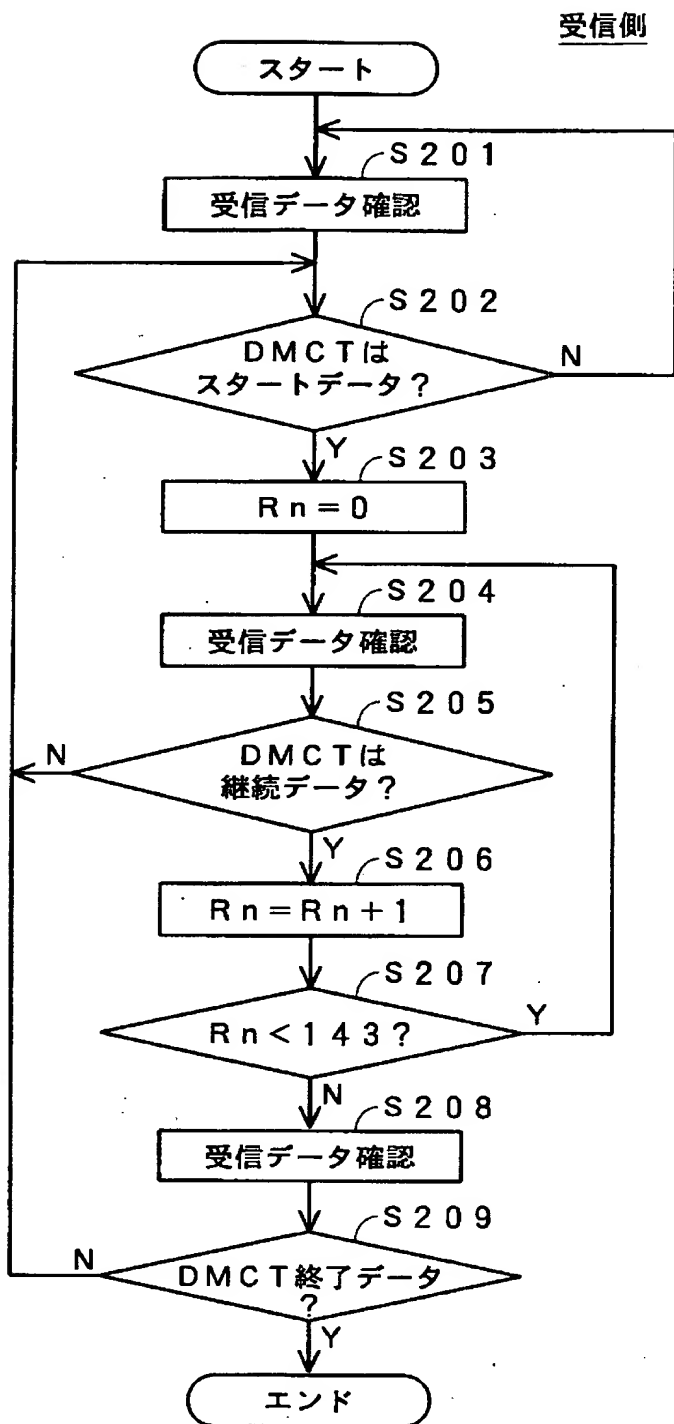 受信側
スタート
S201
受信データ確認
S202
DMCTは
スタートデータ?
N
Y
S203
Rn=0
S204
受信データ確認
S205
N
DMCTは
継続データ?
Y
S206
Rn=Rn+1
S207
Rn<143?
Y
N
S208
受信データ確認
S209
N
DMCT終了データ
?
Y
エンド